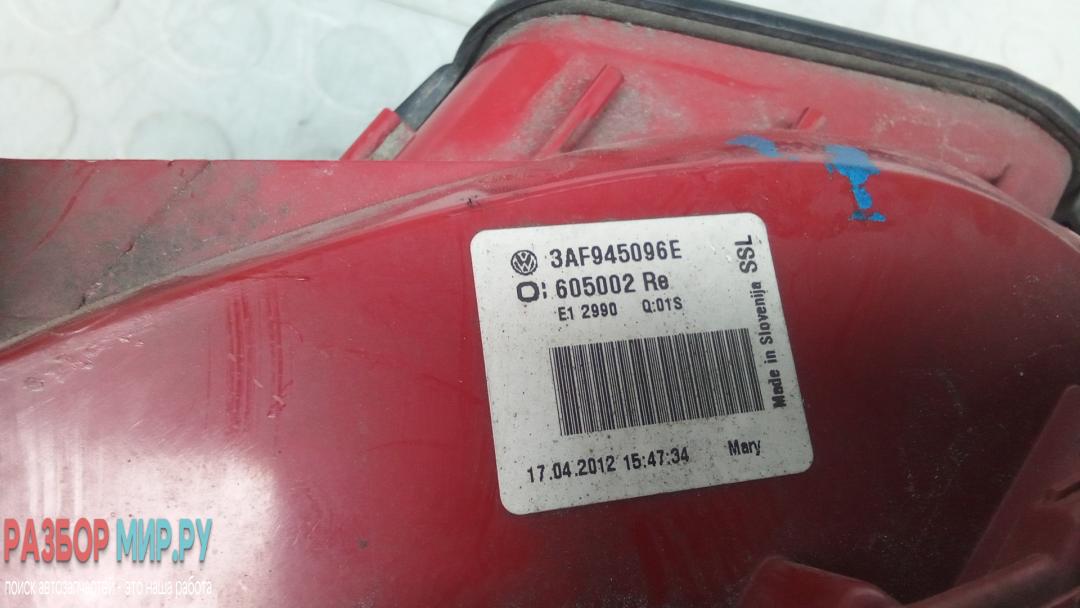 3AF945096E
O: 605002 Re
E1 2990 Q:01S
Made in Slovenija SSL
17.04.2012 15:47:34 Mary
РАЗБОР МИР.РУ
поиск автозапчастей - это наша работа